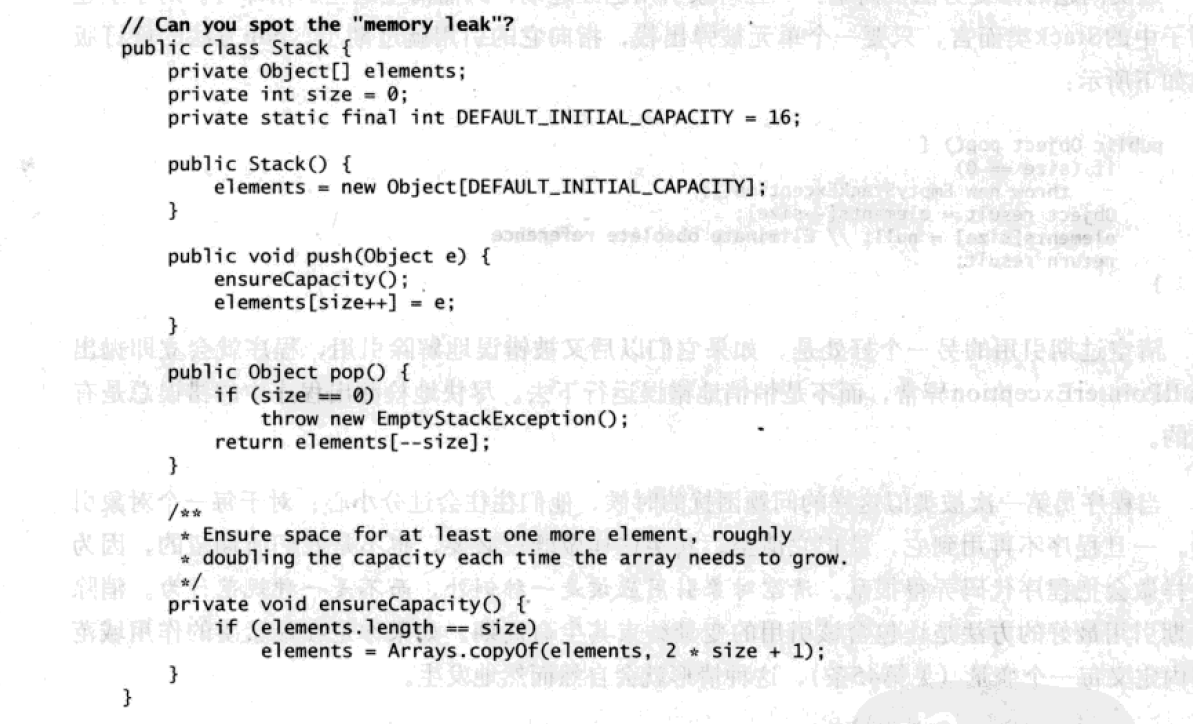 // Can you spot the "memory leak"?
public class Stack {
private Object[] elements;
private int size = 0;
private static final int DEFAULT_INITIAL_CAPACITY = 16;
public Stack() {
elements = new Object[DEFAULT_INITIAL_CAPACITY];
}
public void push(Object e) {
ensureCapacity();
elements[size++] = e;
}
public Object pop() {
if (size == 0)
throw new EmptyStackException();
return elements[--size];
}
/**
* Ensure space for at least one more element, roughly
* doubling the capacity each time the array needs to grow.
*/
private void ensureCapacity() {
if (elements.length == size)
elements = Arrays.copyOf(elements, 2 * size + 1);
}
}